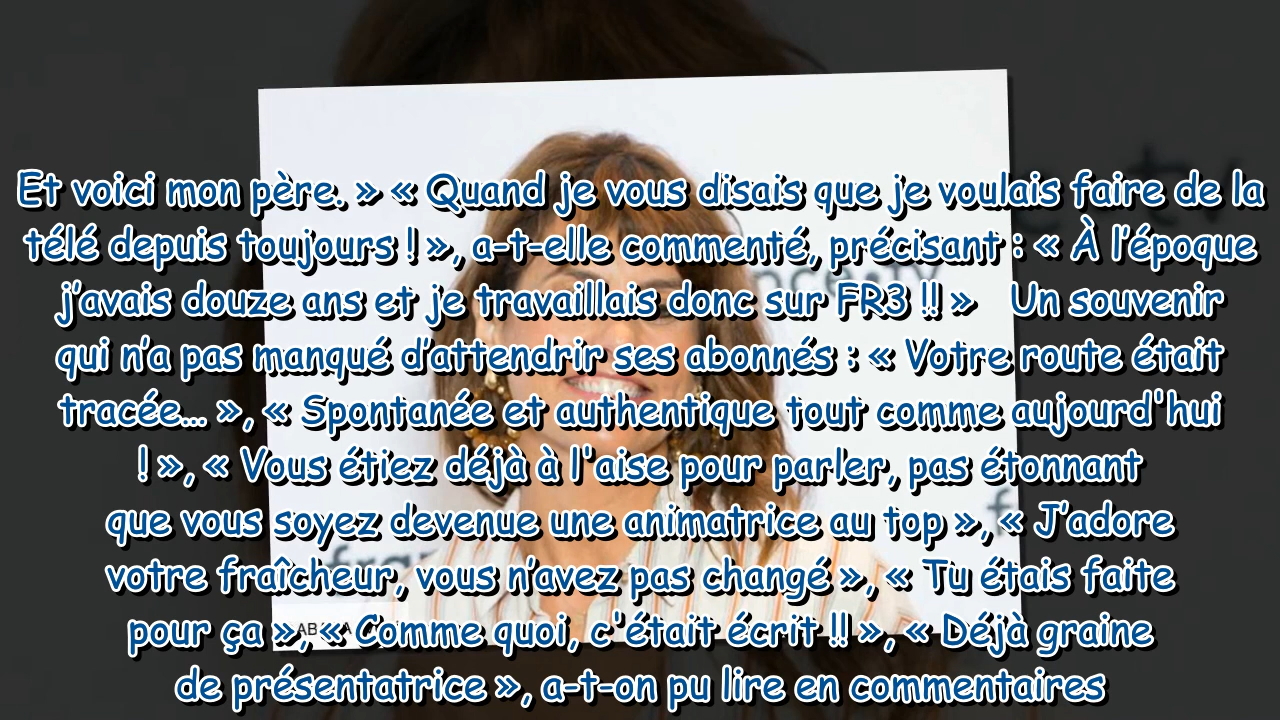 Et voici mon père. » « Quand je vous disais que je voulais faire de la
télé depuis toujours ! », a-t-elle commenté, précisant : « À l’époque
j’avais douze ans et je travaillais donc sur FR3 !! »   Un souvenir
qui n’a pas manqué d’attendrir ses abonnés : « Votre route était
tracée... », « Spontanée et authentique tout comme aujourd'hui
! », « Vous étiez déjà à l'aise pour parler, pas étonnant
que vous soyez devenue une animatrice au top », « J’adore
votre fraîcheur, vous n’avez pas changé », « Tu étais faite
pour ça », « Comme quoi, c'était écrit !! », « Déjà graine
de présentatrice », a-t-on pu lire en commentaires